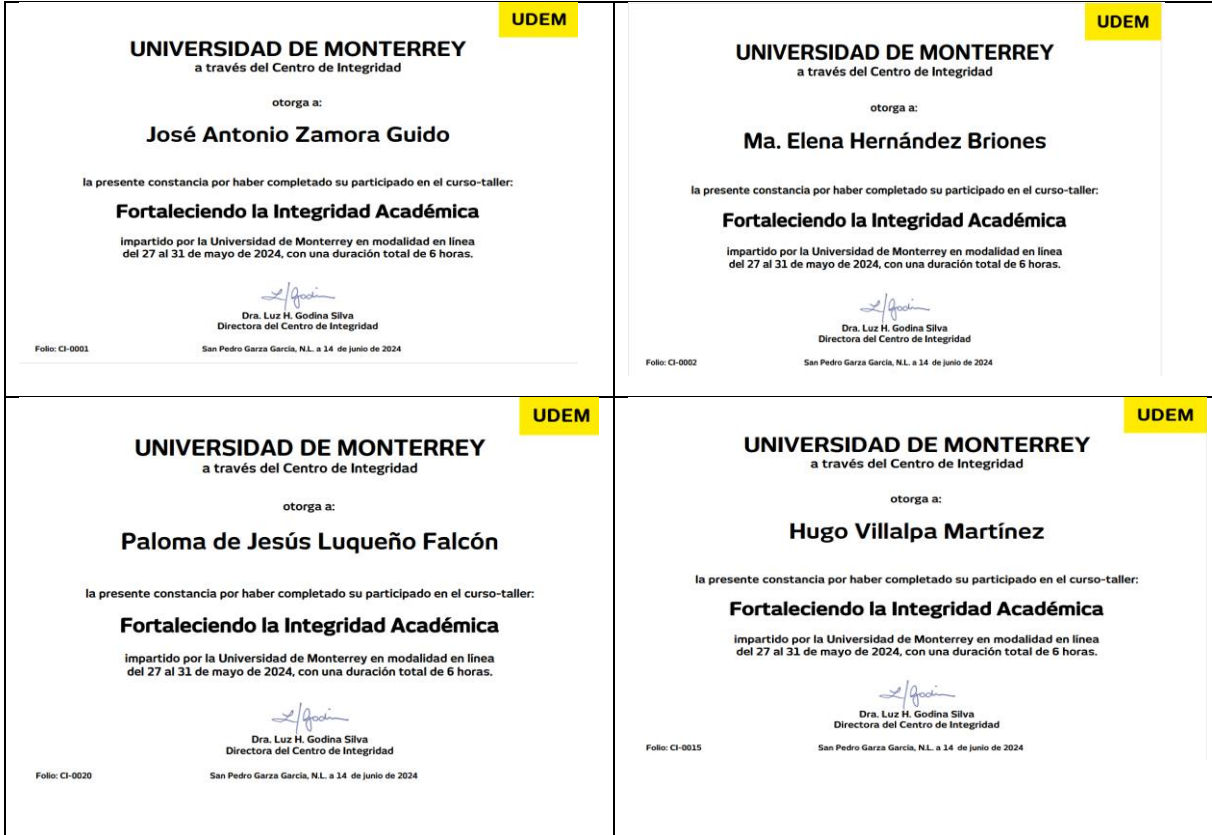 UDEM
UNIVERSIDAD DE MONTERREY
a través del Centro de Integridad
otorga a:
José Antonio Zamora Guido
la presente constancia por haber completado su participado en el curso-taller:
Fortaleciendo la Integridad Académica
impartido por la Universidad de Monterrey en modalidad en línea
del 27 al 31 de mayo de 2024, con una duración total de 6 horas.
Dra. Luz H. Godina Silva
Directora del Centro de Integridad
Folio: CI-0001
San Pedro Garza García, N.L. a 14 de junio de 2024
UDEM
UNIVERSIDAD DE MONTERREY
a través del Centro de Integridad
otorga a:
Ma. Elena Hernández Briones
la presente constancia por haber completado su participado en el curso-taller:
Fortaleciendo la Integridad Académica
impartido por la Universidad de Monterrey en modalidad en línea
del 27 al 31 de mayo de 2024, con una duración total de 6 horas.
Dra. Luz H. Godina Silva
Directora del Centro de Integridad
Folio: CI-0002
San Pedro Garza García, N.L. a 14 de junio de 2024
UDEM
UNIVERSIDAD DE MONTERREY
a través del Centro de Integridad
otorga a:
Paloma de Jesús Luqueño Falcón
la presente constancia por haber completado su participado en el curso-taller:
Fortaleciendo la Integridad Académica
impartido por la Universidad de Monterrey en modalidad en línea
del 27 al 31 de mayo de 2024, con una duración total de 6 horas.
Dra. Luz H. Godina Silva
Directora del Centro de Integridad
Folio: CI-0020
San Pedro Garza García, N.L. a 14 de junio de 2024
UDEM
UNIVERSIDAD DE MONTERREY
a través del Centro de Integridad
otorga a:
Hugo Villalpa Martínez
la presente constancia por haber completado su participado en el curso-taller:
Fortaleciendo la Integridad Académica
impartido por la Universidad de Monterrey en modalidad en línea
del 27 al 31 de mayo de 2024, con una duración total de 6 horas.
Dra. Luz H. Godina Silva
Directora del Centro de Integridad
Folio: CI-0015
San Pedro Garza García, N.L. a 14 de junio de 2024